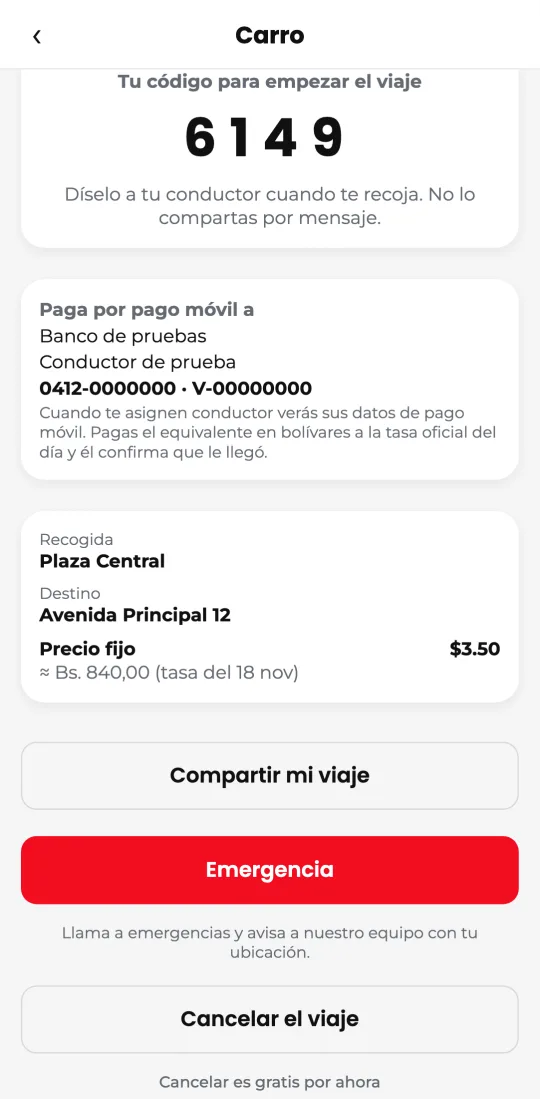 Carro
Tu código para empezar el viaje
6149
Díselo a tu conductor cuando te recoja. No lo
compartas por mensaje.
Paga por pago móvil a
Banco de pruebas
Conductor de prueba
0412-0000000 · V-00000000
Cuando te asignen conductor verás sus datos de pago
móvil. Pagas el equivalente en bolívares a la tasa oficial del
día y él confirma que le llegó.
Recogida
Plaza Central
Destino
Avenida Principal 12
Precio fijo $3.50
≈ Bs. 840,00 (tasa del 18 nov)
Compartir mi viaje
Emergencia
Llama a emergencias y avisa a nuestro equipo con tu
ubicación.
Cancelar el viaje
Cancelar es gratis por ahora